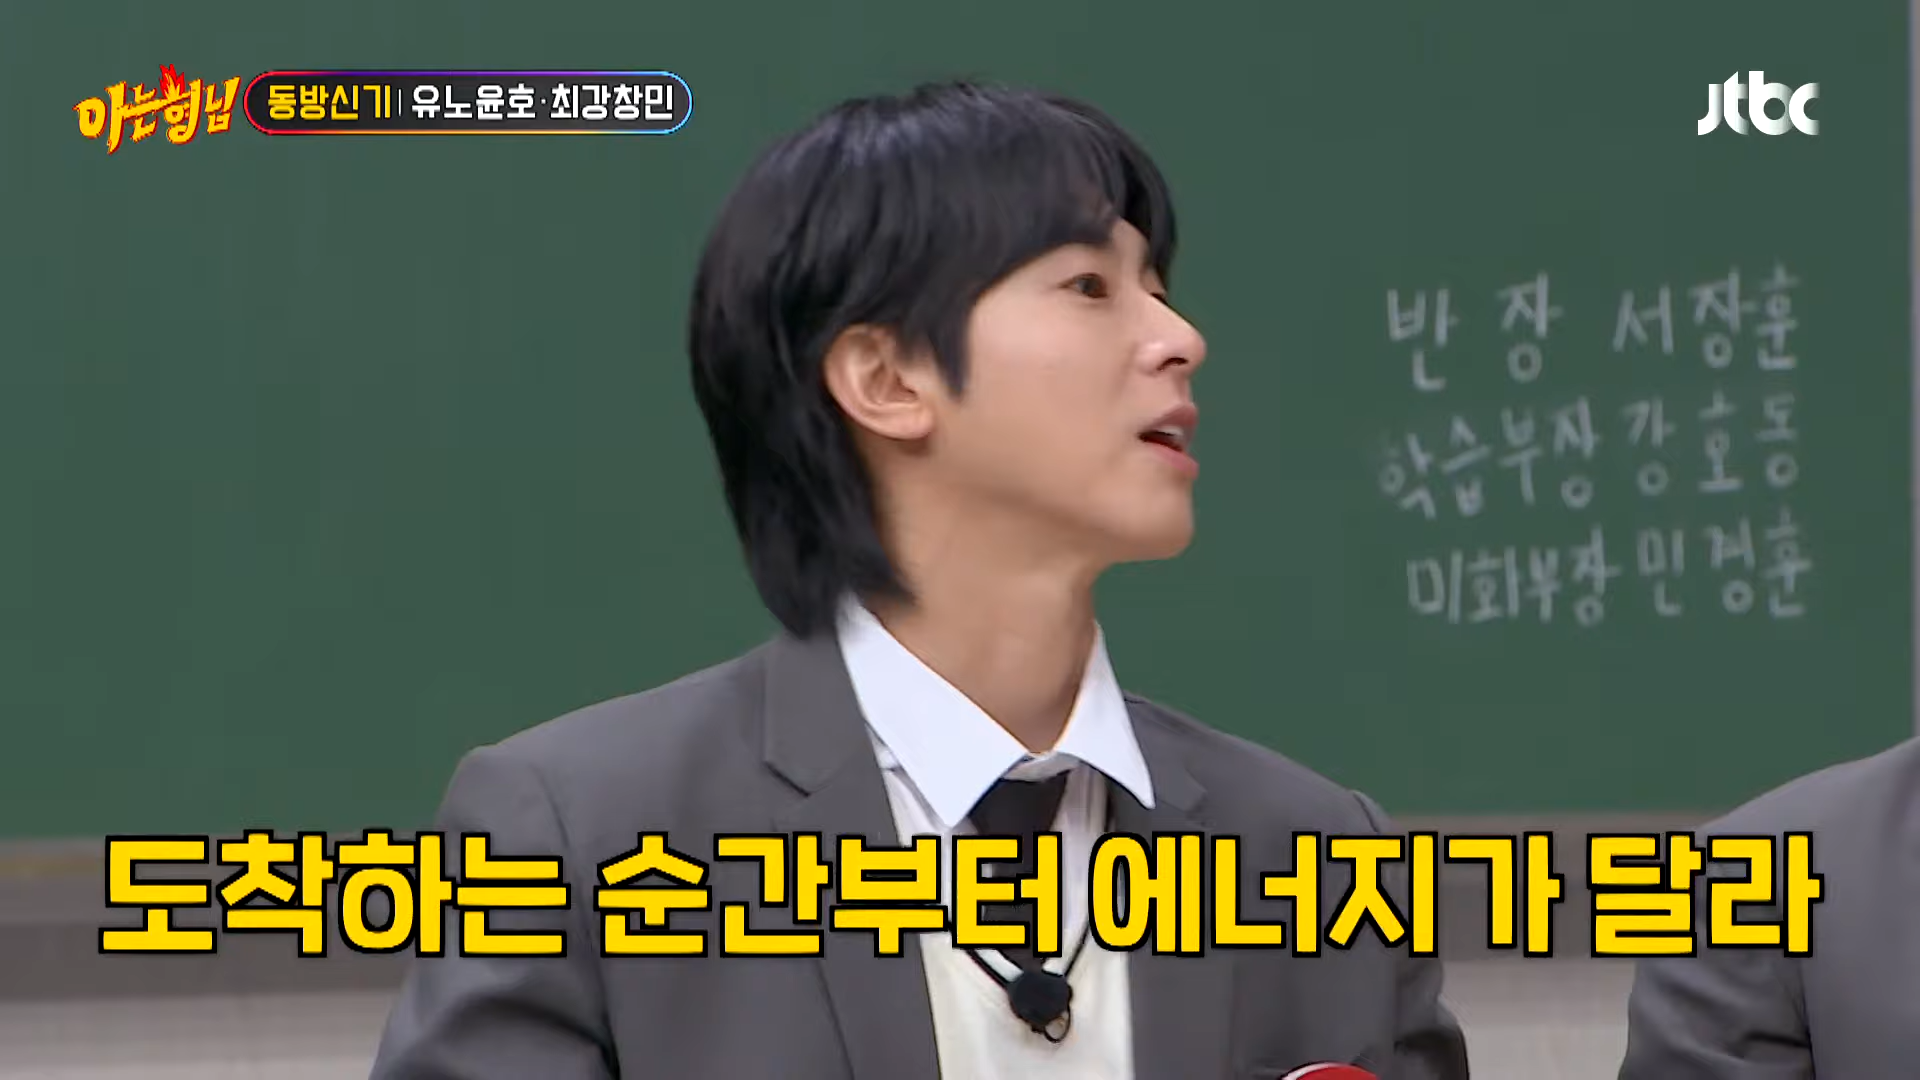 아는형님
동방신기 | 유노윤호·최강창민
jtbc
반장 서장훈
학습부장 강호동
미화부장 민경훈
도착하는 순간부터 에너지가 달라